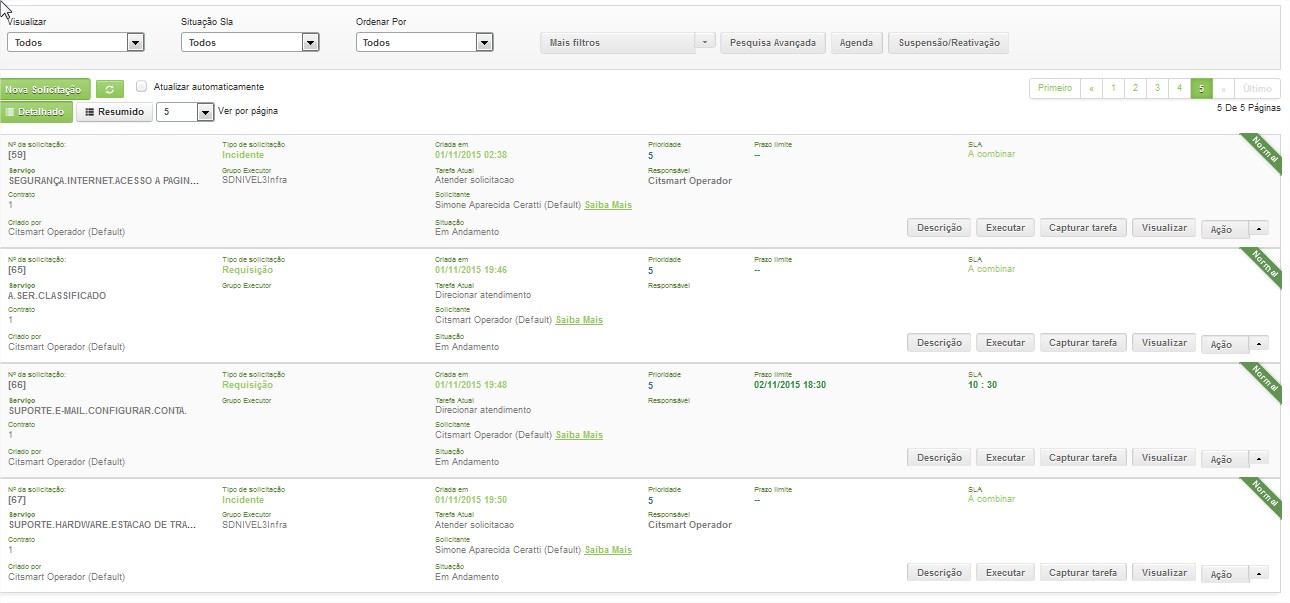 Visualizar Situação Sla Ordenar Por
Todos Todos Todos Mais filtros Pesquisa Avançada Agenda Suspensão/Reativação
Nova Solicitação Atualizar automaticamente Primeiro « 1 2 3 4 5 » Último
Detalhado Resumido 5 Ver por página 5 De 5 Páginas
Nº da solicitação: Tipo de solicitação Criada em Prioridade Prazo limite SLA Normal
[59] Incidente 01/11/2015 02:38 5 -- A combinar
Serviço Grupo Executor Tarefa Atual Responsável
SEGURANÇA.INTERNET.ACESSO A PAGIN... SDNIVEL3Infra Atender solicitacao Citsmart Operador
Contrato Solicitante
1 Simone Aparecida Ceratti (Default) Saiba Mais
Criado por Situação
Citsmart Operador (Default) Em Andamento Descrição Executar Capturar tarefa Visualizar Ação
Nº da solicitação: Tipo de solicitação Criada em Prioridade Prazo limite SLA Normal
[65] Requisição 01/11/2015 19:46 5 -- A combinar
Serviço Grupo Executor Tarefa Atual Responsável
A.SER.CLASSIFICADO Direcionar atendimento
Contrato Solicitante
1 Citsmart Operador (Default) Saiba Mais
Criado por Situação
Citsmart Operador (Default) Em Andamento Descrição Executar Capturar tarefa Visualizar Ação
Nº da solicitação: Tipo de solicitação Criada em Prioridade Prazo limite SLA Normal
[66] Requisição 01/11/2015 19:48 5 02/11/2015 18:30 10 : 30
Serviço Grupo Executor Tarefa Atual Responsável
SUPORTE.E-MAIL.CONFIGURAR.CONTA. Direcionar atendimento
Contrato Solicitante
1 Citsmart Operador (Default) Saiba Mais
Criado por Situação
Citsmart Operador (Default) Em Andamento Descrição Executar Capturar tarefa Visualizar Ação
Nº da solicitação: Tipo de solicitação Criada em Prioridade Prazo limite SLA Normal
[67] Incidente 01/11/2015 19:50 5 -- A combinar
Serviço Grupo Executor Tarefa Atual Responsável
SUPORTE.HARDWARE.ESTACAO DE TRA... SDNIVEL3Infra Atender solicitacao Citsmart Operador
Contrato Solicitante
1 Simone Aparecida Ceratti (Default) Saiba Mais
Criado por Situação
Citsmart Operador (Default) Em Andamento Descrição Executar Capturar tarefa Visualizar Ação